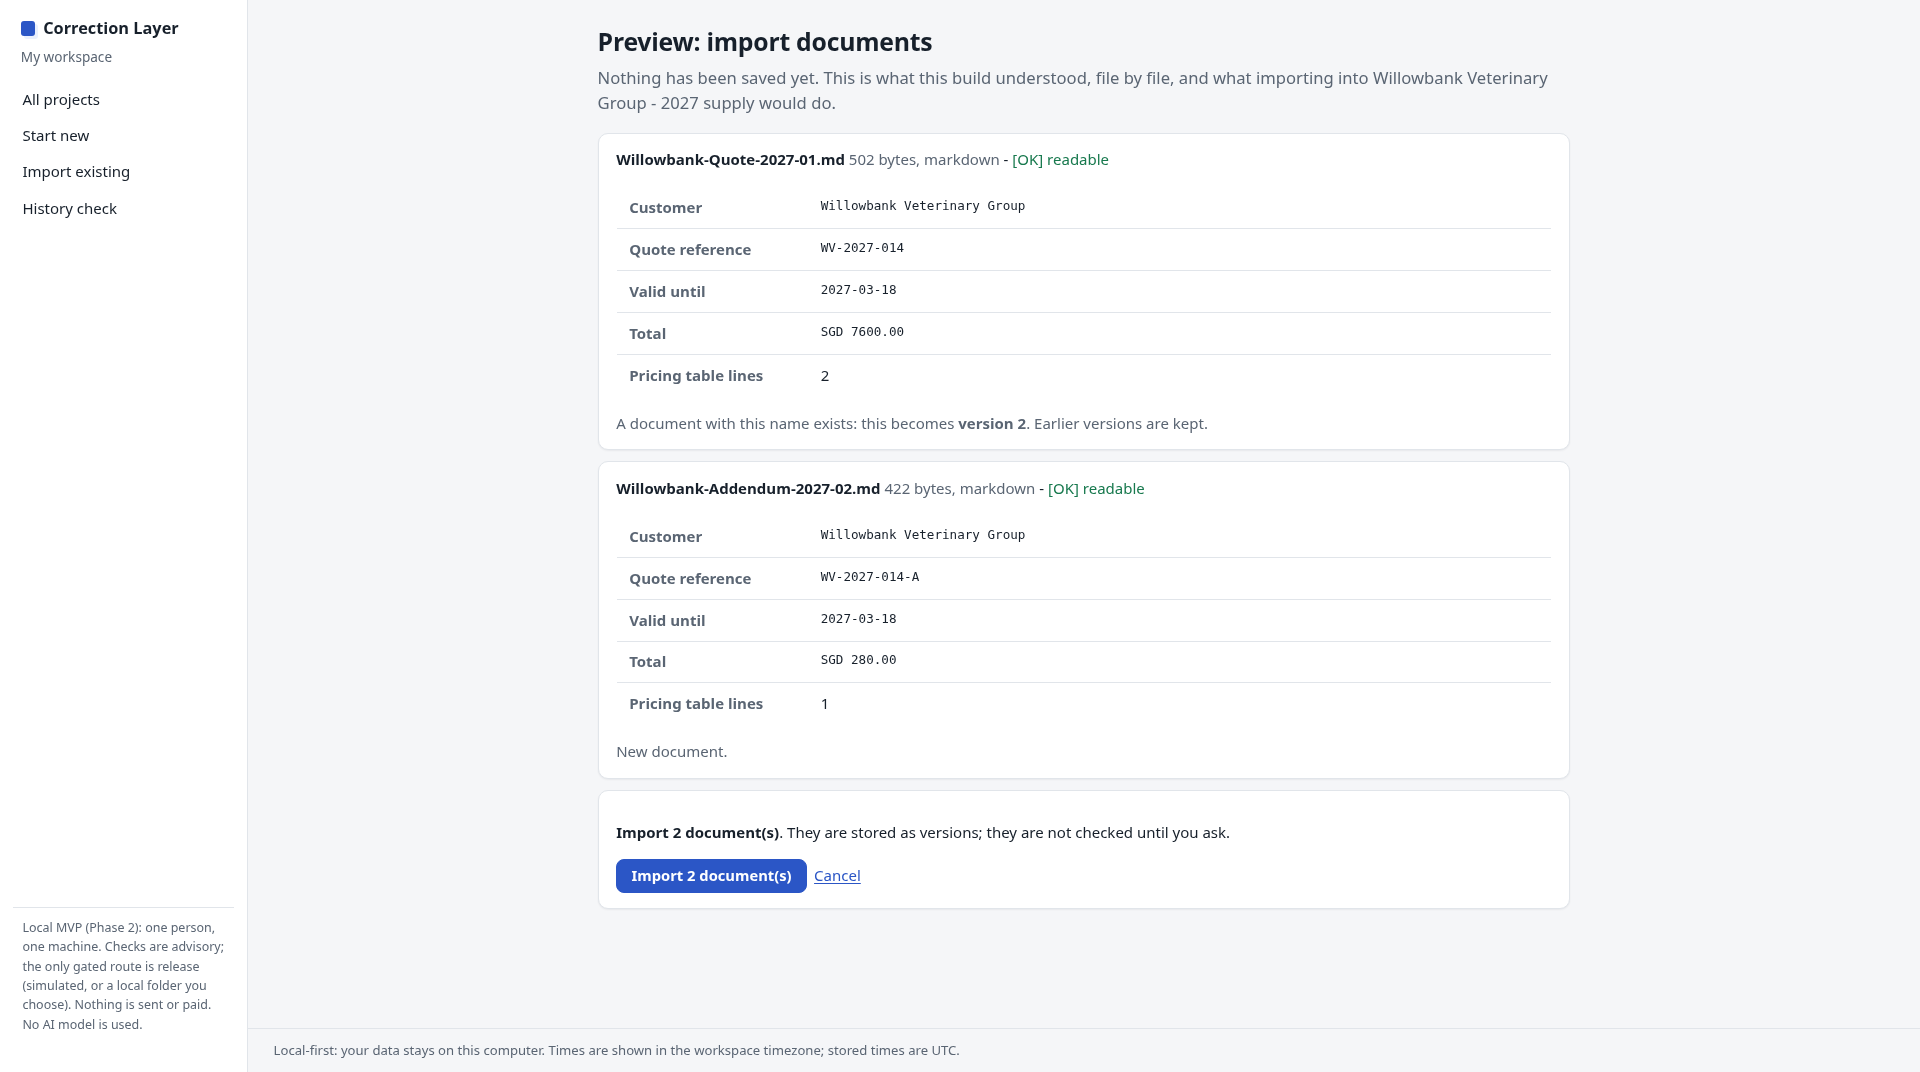 Correction Layer
My workspace
All projects
Start new
Import existing
History check
Local MVP (Phase 2): one person,
one machine. Checks are advisory;
the only gated route is release
(simulated, or a local folder you
choose). Nothing is sent or paid.
No AI model is used.
Preview: import documents
Nothing has been saved yet. This is what this build understood, file by file, and what importing into Willowbank Veterinary
Group - 2027 supply would do.
Willowbank-Quote-2027-01.md 502 bytes, markdown - [OK] readable
Customer Willowbank Veterinary Group
Quote reference WV-2027-014
Valid until 2027-03-18
Total SGD 7600.00
Pricing table lines 2
A document with this name exists: this becomes version 2. Earlier versions are kept.
Willowbank-Addendum-2027-02.md 422 bytes, markdown - [OK] readable
Customer Willowbank Veterinary Group
Quote reference WV-2027-014-A
Valid until 2027-03-18
Total SGD 280.00
Pricing table lines 1
New document.
Import 2 document(s). They are stored as versions; they are not checked until you ask.
Import 2 document(s) Cancel
Local-first: your data stays on this computer. Times are shown in the workspace timezone; stored times are UTC.